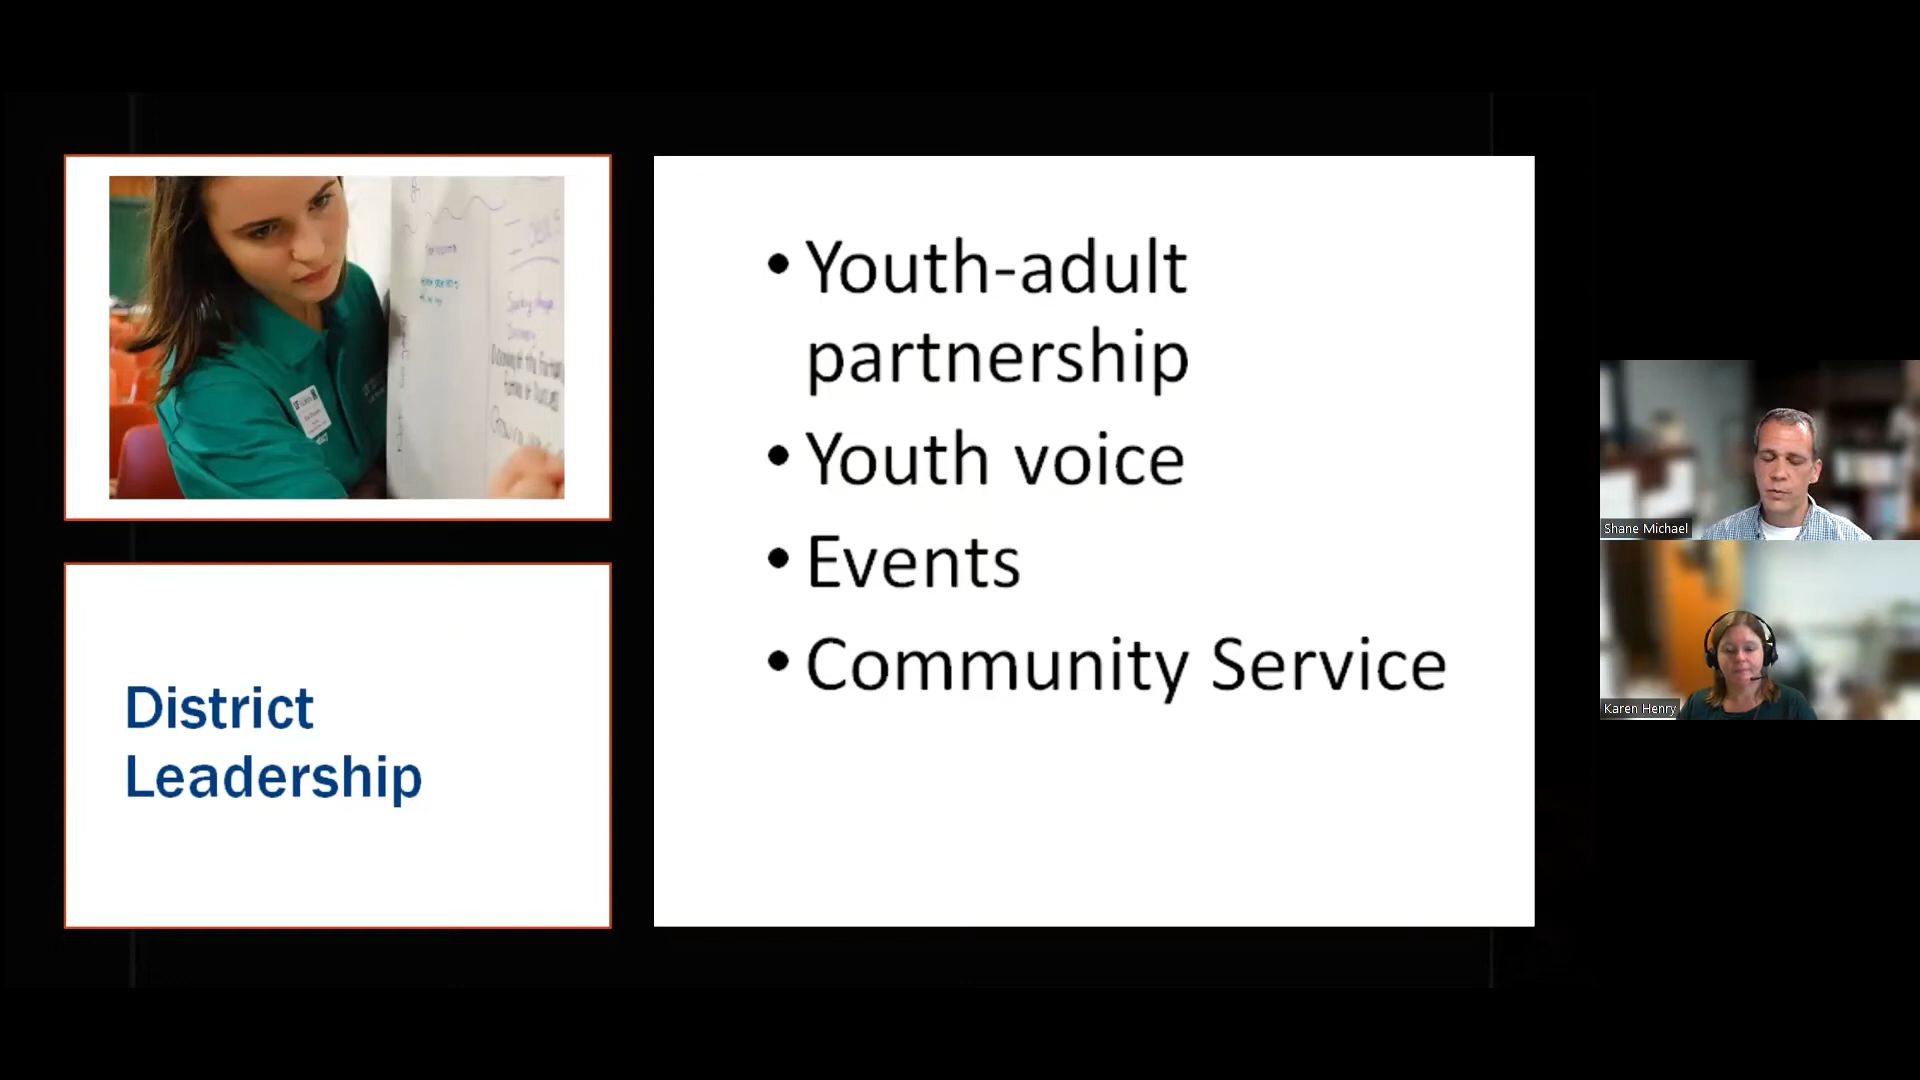 • Youth-adult
partnership
• Youth voice
• Events
• Community Service
District
Leadership
Shane Michael
Karen Henry